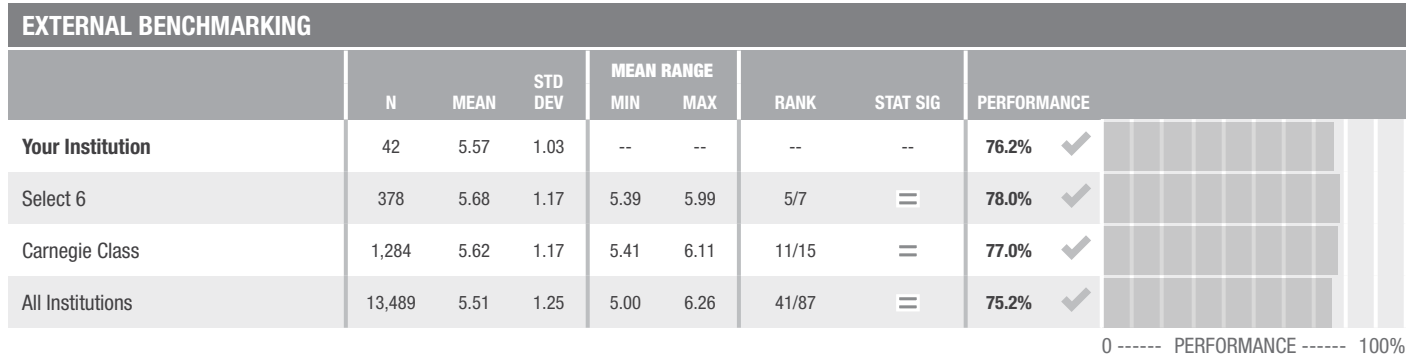 EXTERNAL BENCHMARKING
MEAN RANGE
N MEAN STD DEV MIN MAX RANK STAT SIG PERFORMANCE
Your Institution 42 5.57 1.03 -- -- -- -- 76.2%
Select 6 378 5.68 1.17 5.39 5.99 5/7 = 78.0%
Carnegie Class 1,284 5.62 1.17 5.41 6.11 11/15 = 77.0%
All Institutions 13,489 5.51 1.25 5.00 6.26 41/87 = 75.2%
0 ------ PERFORMANCE ------ 100%